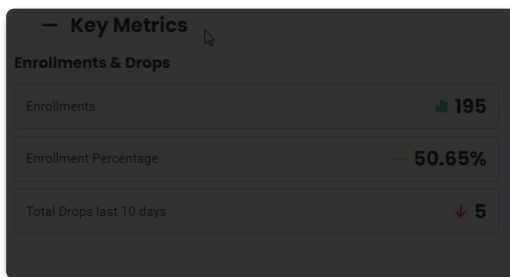 Key Metrics
Enrollments & Drops
Enrollments 195
Enrollment Percentage 50.65%
Total Drops last 10 days 5